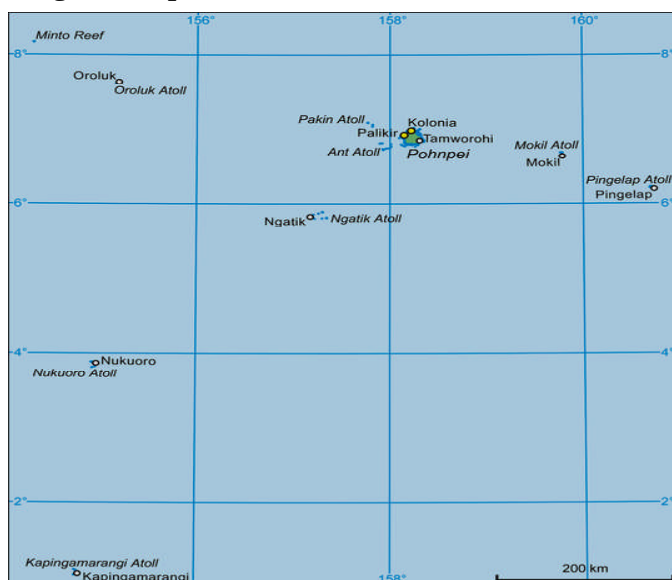 156°
158°
160°
Minto Reef
8°
8°
Oroluk
Oroluk Atoll
Pakin Atoll
Kolonia
Palikir
Tamworohi
Ant Atoll
Pohnpei
Mokil Atoll
Mokil
Pingelap Atoll
Pingelap
6°
6°
Ngatik
Ngatik Atoll
4°
4°
Nukuoro
Nukuoro Atoll
2°
2°
Kapingamarangi Atoll
Kapingamarangi
158°
200 km